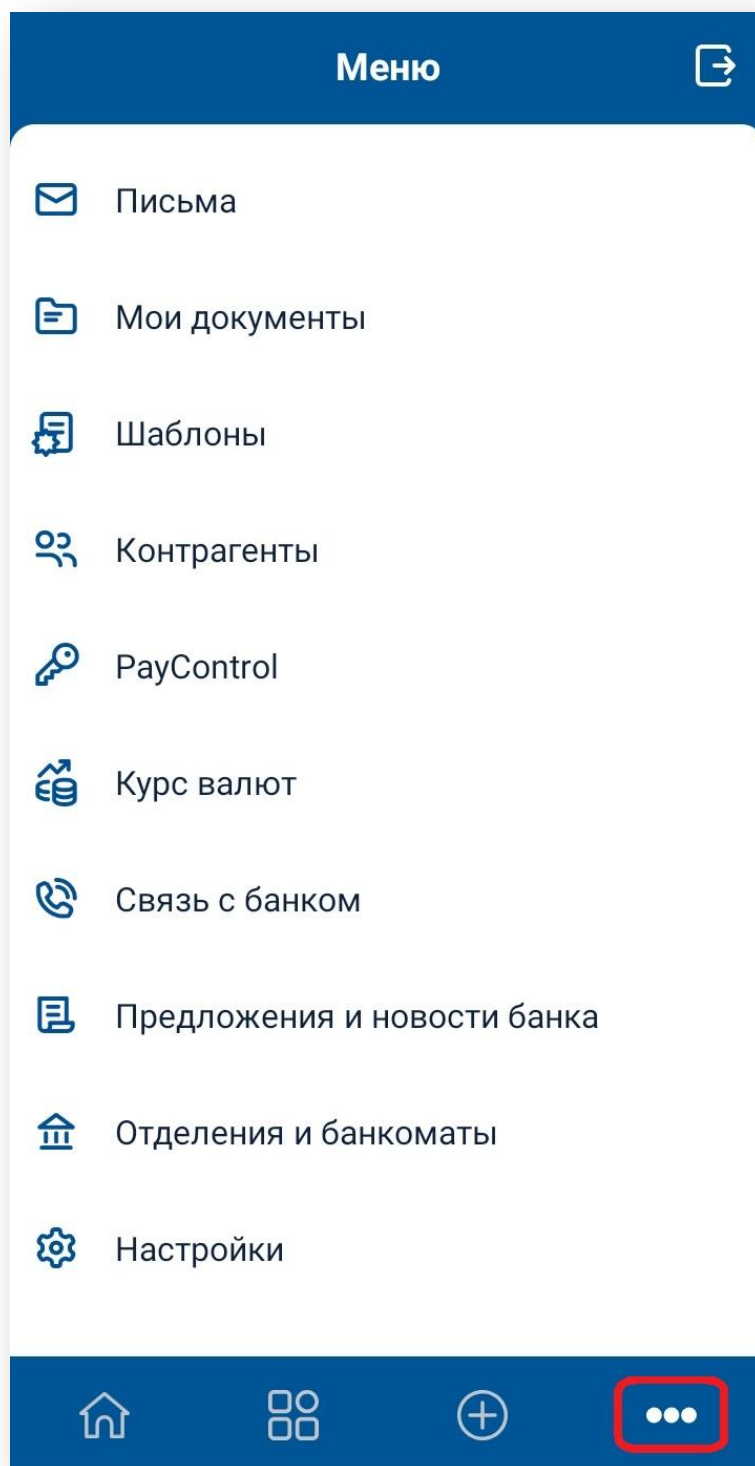 Меню
Письма
Мои документы
Шаблоны
Контрагенты
PayControl
Курс валют
Связь с банком
Предложения и новости банка
Отделения и банкоматы
Настройки